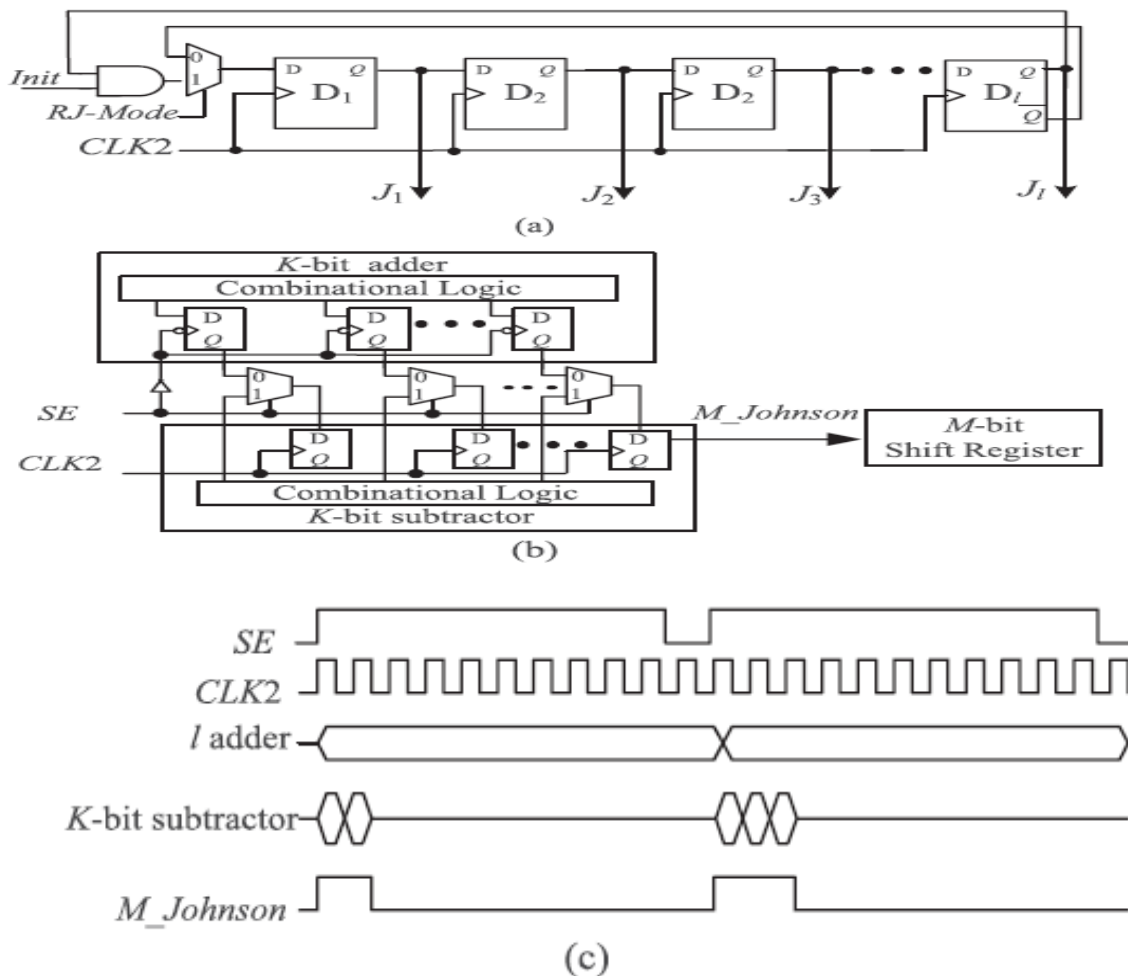 0
Init
1
D Q
D1
D Q
D2
D Q
D2
D Q
Dl
Q
RJ-Mode
CLK2
J1
J2
J3
Jl
(a)
K-bit adder
Combinational Logic
D
Q
D
Q
D
Q
0
1
0
1
0
1
SE
M_Johnson
M-bit
Shift Register
D
Q
D
Q
D
Q
CLK2
Combinational Logic
K-bit subtractor
(b)
SE
CLK2
l adder
K-bit subtractor
M_Johnson
(c)